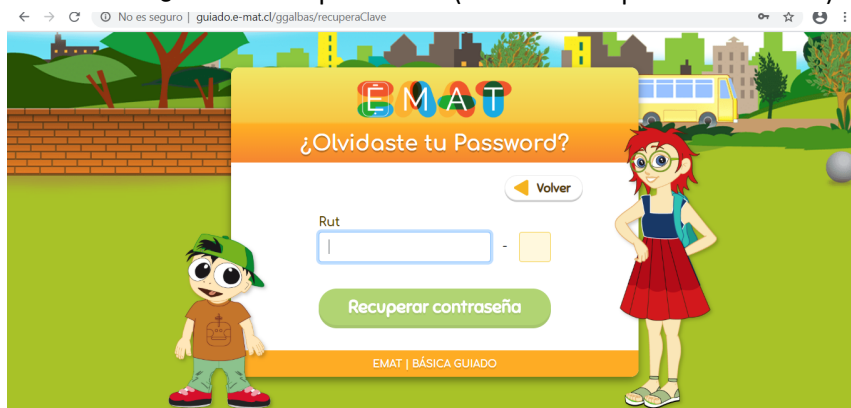 No es seguro | guiado.e-mat.cl/ggalbas/recuperaClave
EMAT
¿Olvidaste tu Password?
Volver
Rut
-
Recuperar contraseña
EMAT | BÁSICA GUIADO